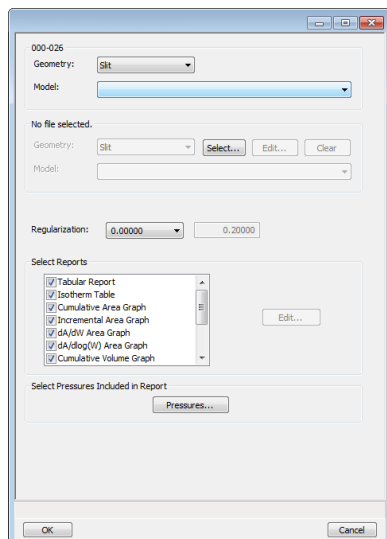 000-026
Geometry: Slit
Model:
No file selected.
Geometry: Slit Select... Edit... Clear
Model:
Regularization: 0.00000 0.20000
Select Reports
Tabular Report
Isotherm Table
Cumulative Area Graph
Incremental Area Graph
dA/dW Area Graph
dA/dlog(W) Area Graph
Cumulative Volume Graph
Edit...
Select Pressures Included in Report
Pressures...
OK Cancel